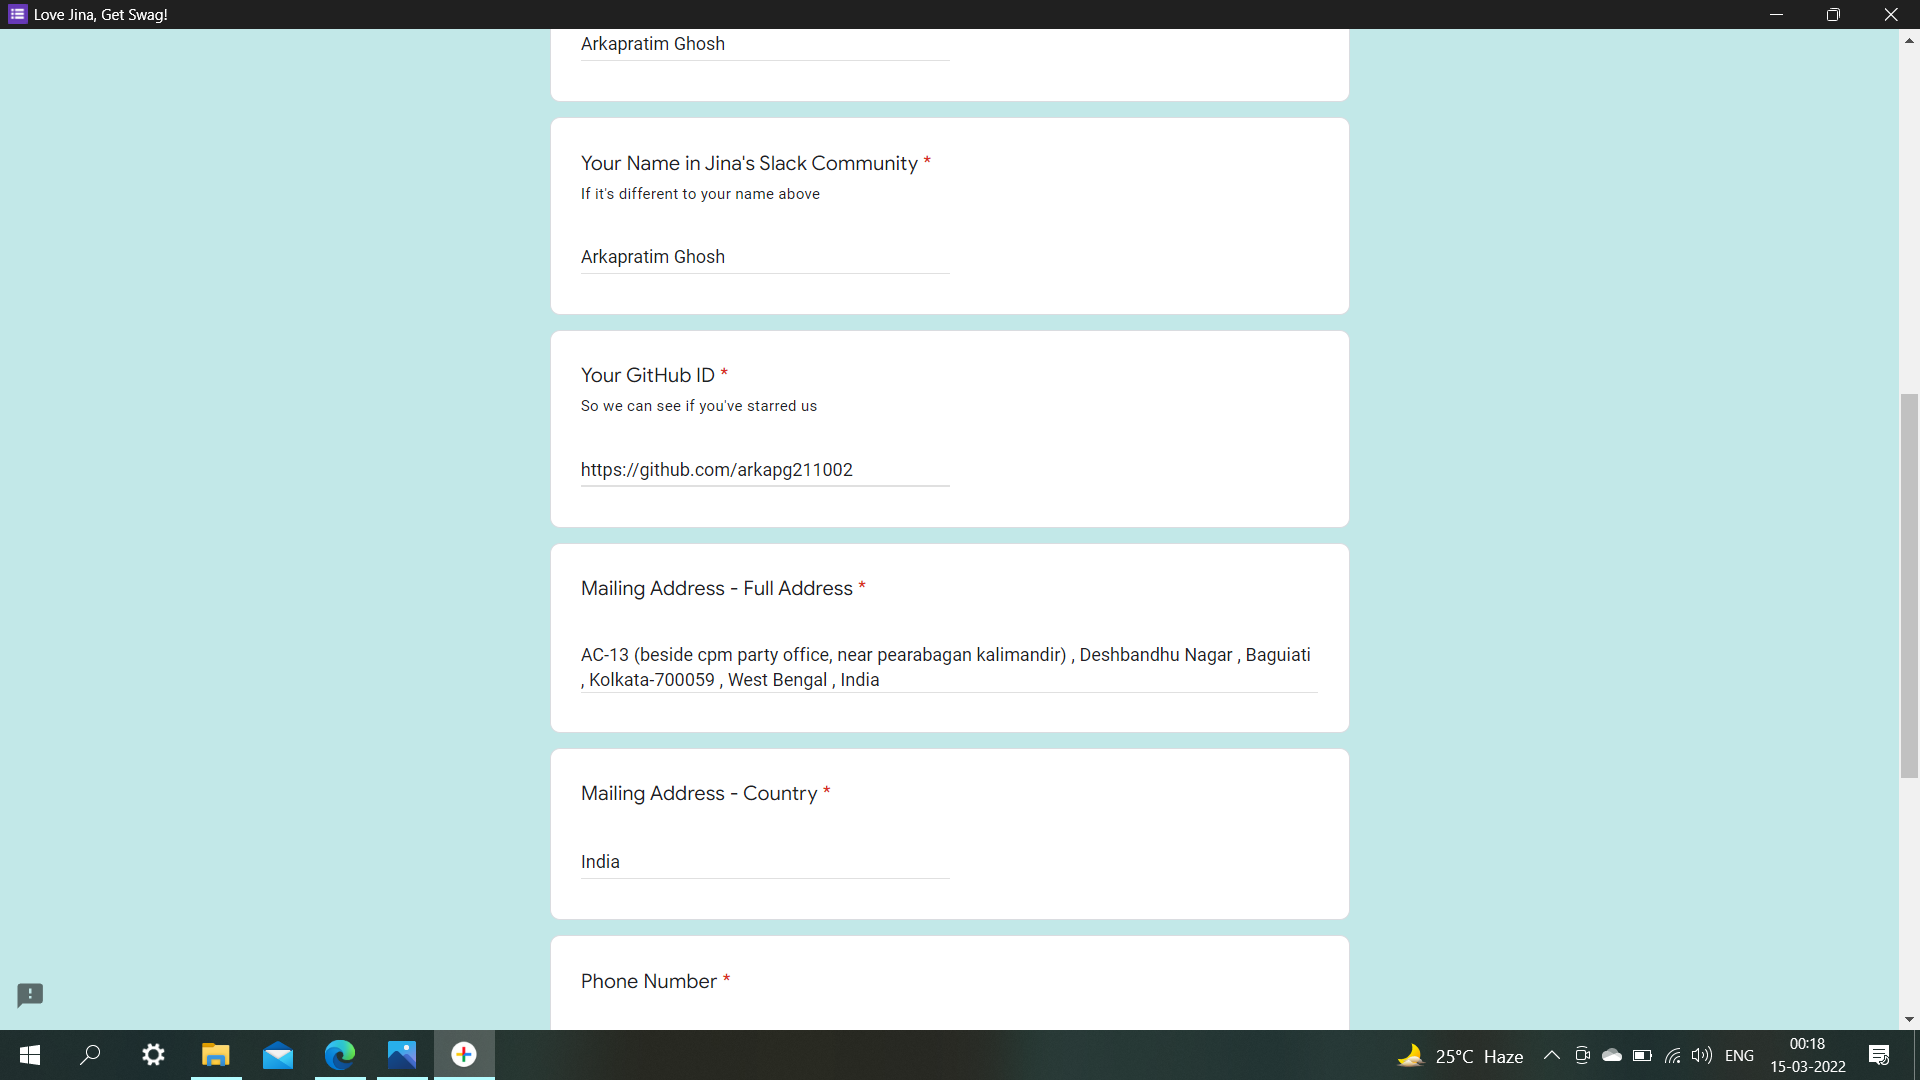 Love Jina, Get Swag!
Arkapratim Ghosh
Your Name in Jina's Slack Community *
If it's different to your name above
Arkapratim Ghosh
Your GitHub ID *
So we can see if you've starred us
https://github.com/arkapg211002
Mailing Address - Full Address *
AC-13 (beside cpm party office, near pearabagan kalimandir) , Deshbandhu Nagar , Baguiati
, Kolkata-700059 , West Bengal , India
Mailing Address - Country *
India
Phone Number *
25°C Haze
ENG
00:18
15-03-2022